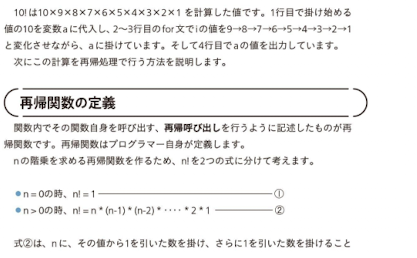 10!は10×9×8×7×6×5×4×3×2×1 を計算した値です。1行目で掛け始める
値の10を変数aに代入し、2〜3行目のfor文でiの値を9→8→7→6→5→4→3→2→1
と変化させながら、aに掛けています。そして4行目でaの値を出力しています。
次にこの計算を再帰処理で行う方法を説明します。
再帰関数の定義
関数内でその関数自身を呼び出す、再帰呼び出しを行うように記述したものが再
帰関数です。再帰関数はプログラマー自身が定義します。
nの階乗を求める再帰関数を作るため、n!を2つの式に分けて考えます。
●n=0の時、n!=1 ①
●n>0の時、n!=n*(n-1)*(n-2)*‥‥*2*1 ②
式②は、nに、その値から1を引いた数を掛け、さらに1を引いた数を掛けること